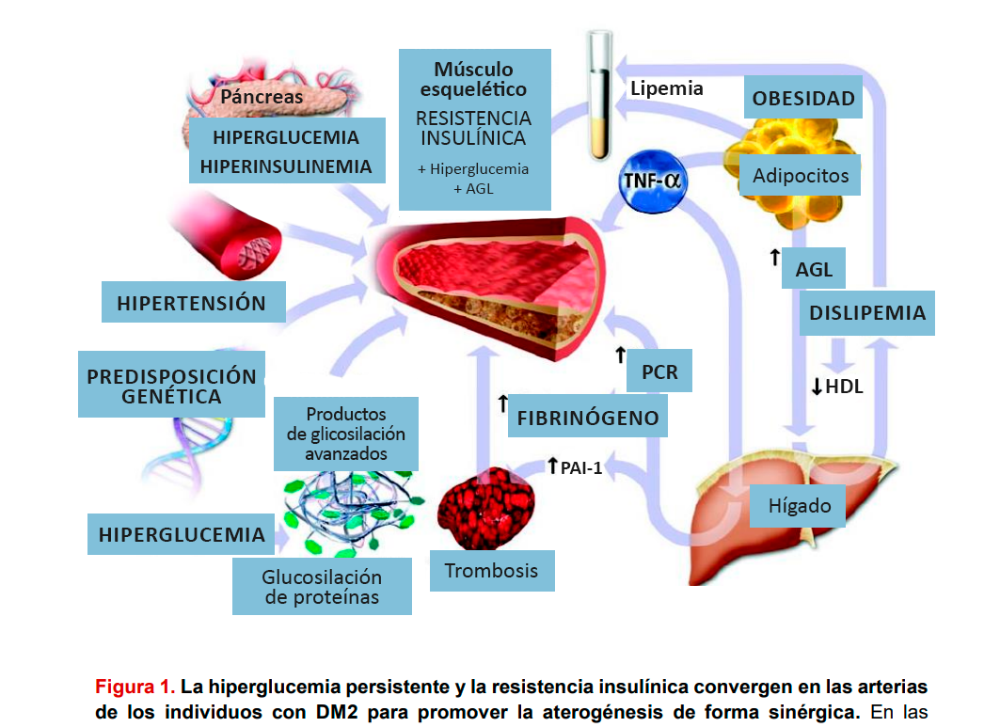 Páncreas
HIPERGLUCEMIA
HIPERINSULINEMIA
Músculo
esquelético
RESISTENCIA
INSULÍNICA
+ Hiperglucemia
+ AGL
Lipemia
OBESIDAD
Adipocitos
TNF-α
↑
AGL
DISLIPEMIA
↓HDL
HIPERTENSIÓN
PREDISPOSICIÓN
GENÉTICA
↑
PCR
↑
FIBRINÓGENO
↑PAI-1
Productos
de glicosilación
avanzados
Hígado
HIPERGLUCEMIA
Glucosilación
de proteínas
Trombosis
Figura 1. La hiperglucemia persistente y la resistencia insulínica convergen en las arterias
de los individuos con DM2 para promover la aterogénesis de forma sinérgica. En las